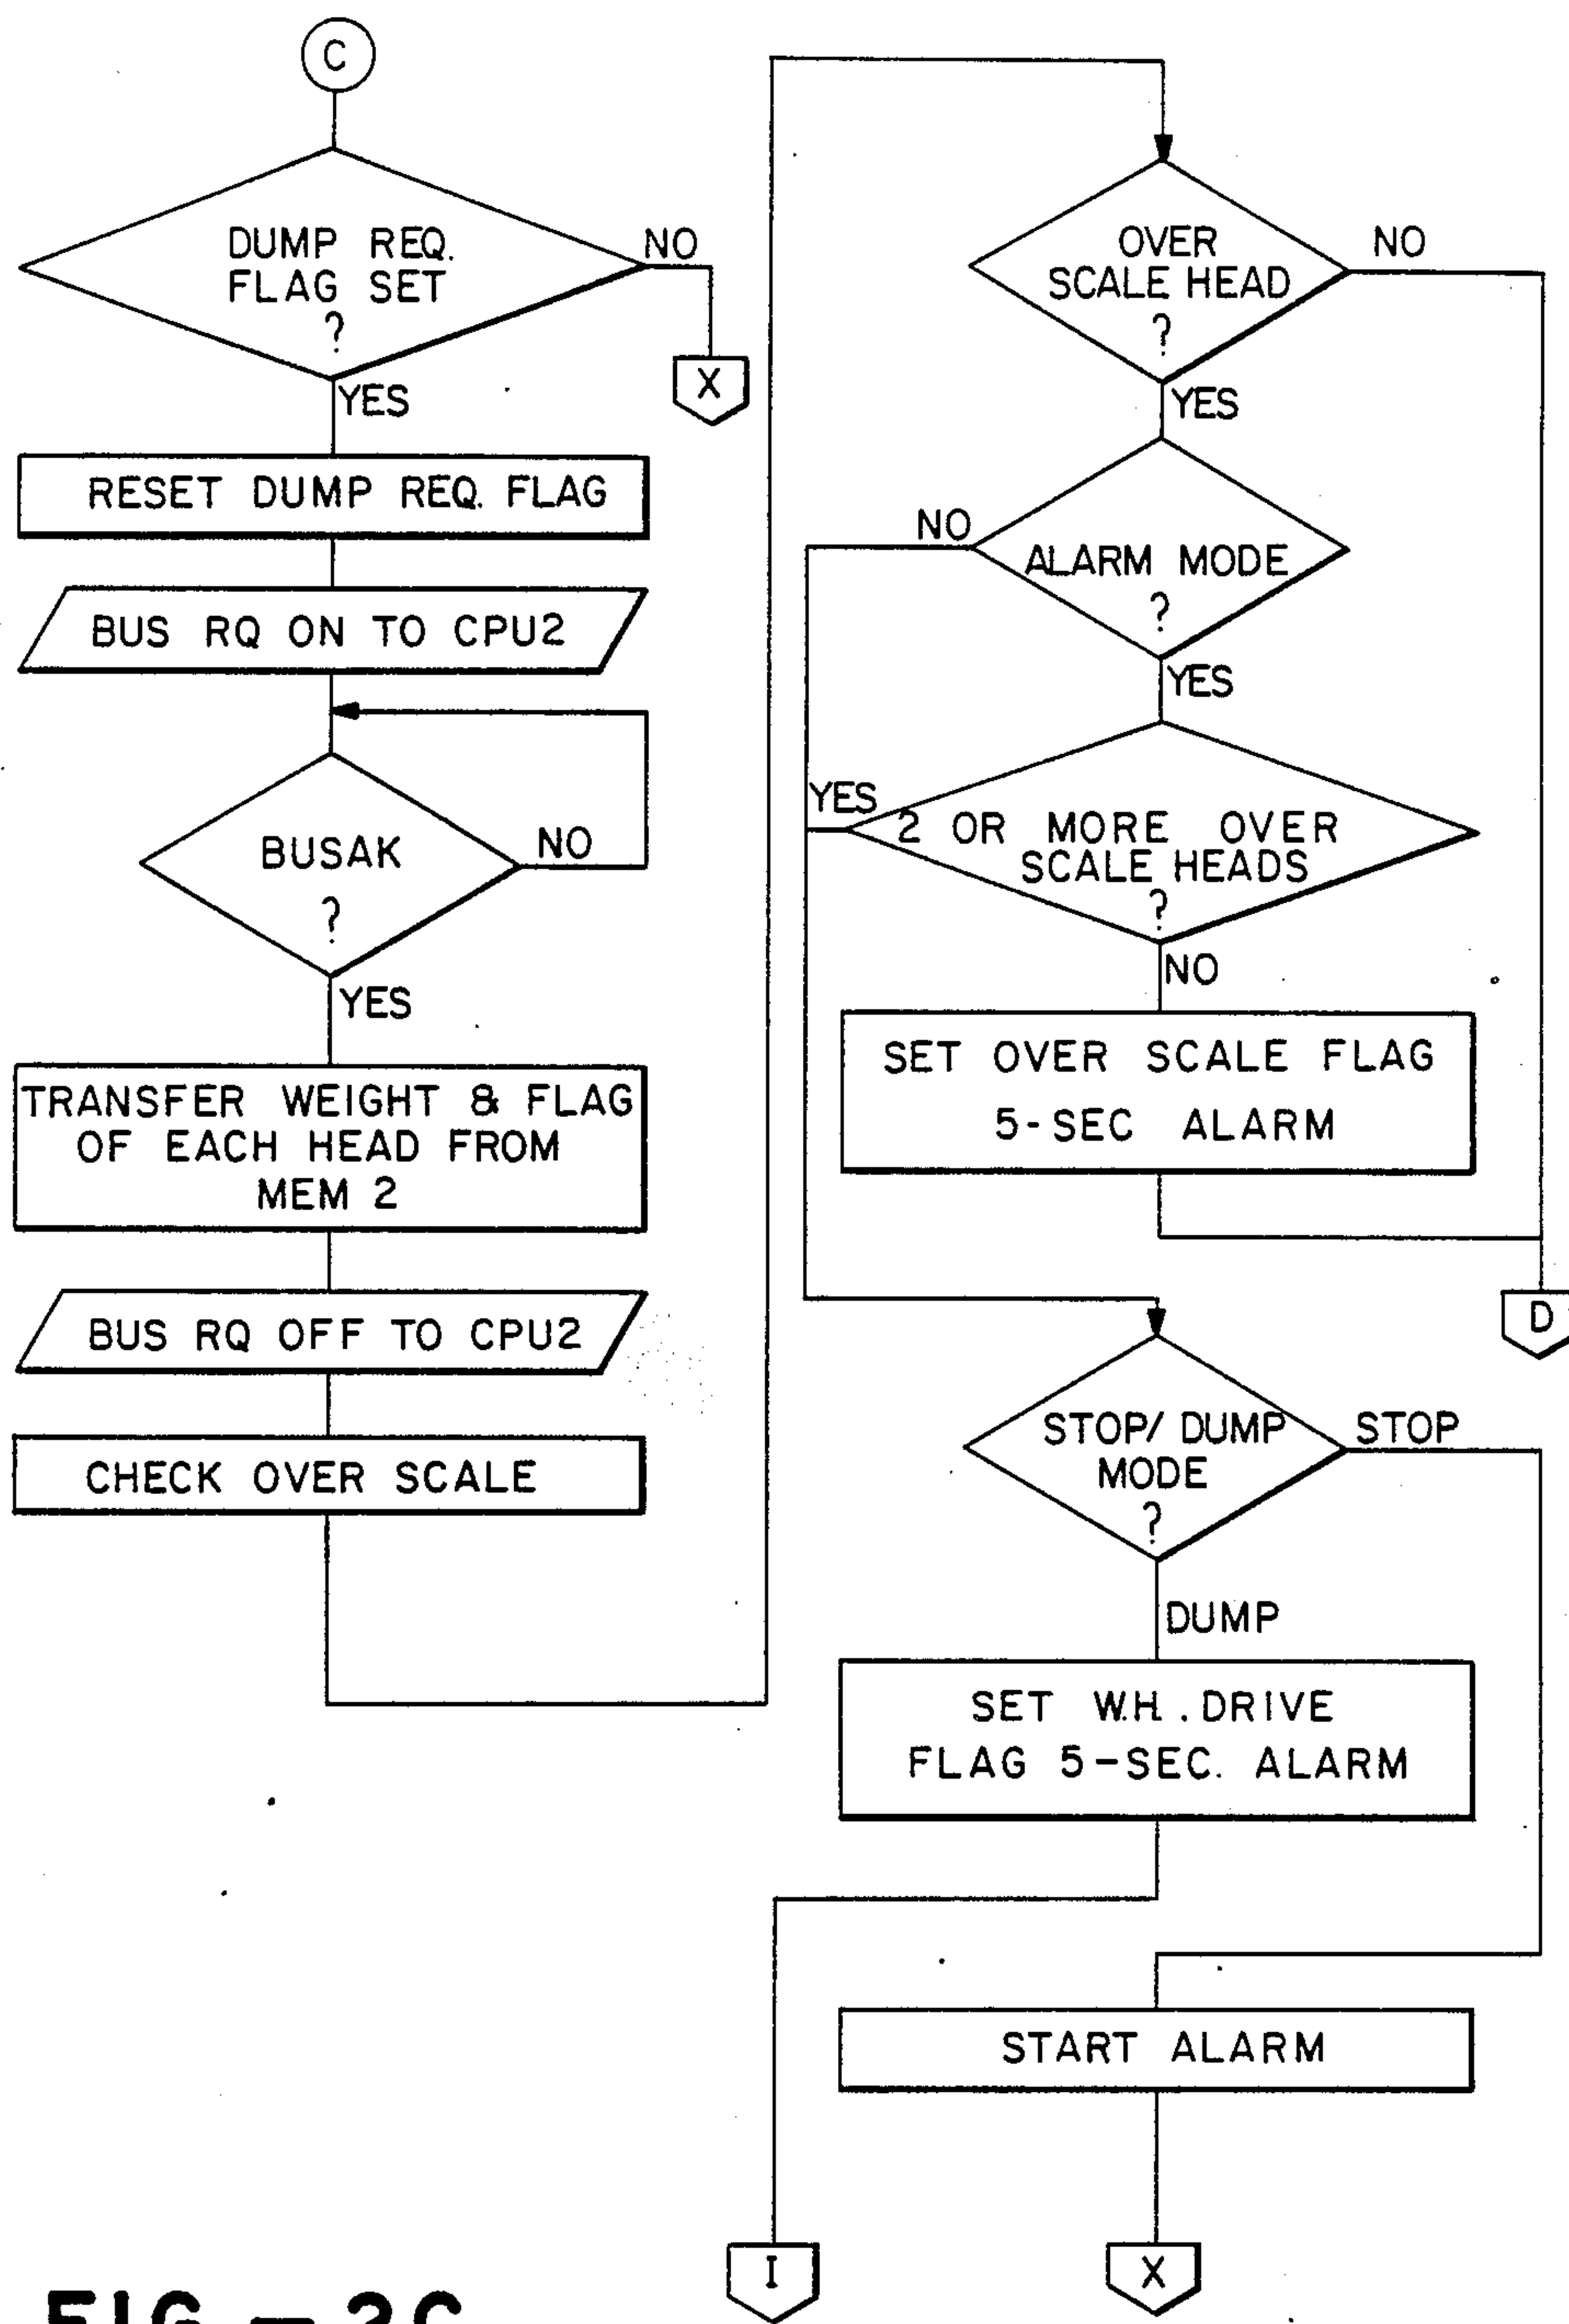 C
DUMP REQ.
FLAG SET
?
NO
X
YES
RESET DUMP REQ. FLAG
BUS RQ ON TO CPU2
BUSAK
?
NO
YES
TRANSFER WEIGHT & FLAG
OF EACH HEAD FROM
MEM 2
BUS RQ OFF TO CPU2
CHECK OVER SCALE
OVER
SCALE HEAD
?
NO
YES
NO
ALARM MODE
?
YES
YES
2 OR MORE OVER
SCALE HEADS
?
NO
SET OVER SCALE FLAG
5-SEC ALARM
D
STOP/ DUMP
MODE
?
STOP
DUMP
SET W.H. DRIVE
FLAG 5-SEC. ALARM
START ALARM
I
X
FIG - 2C